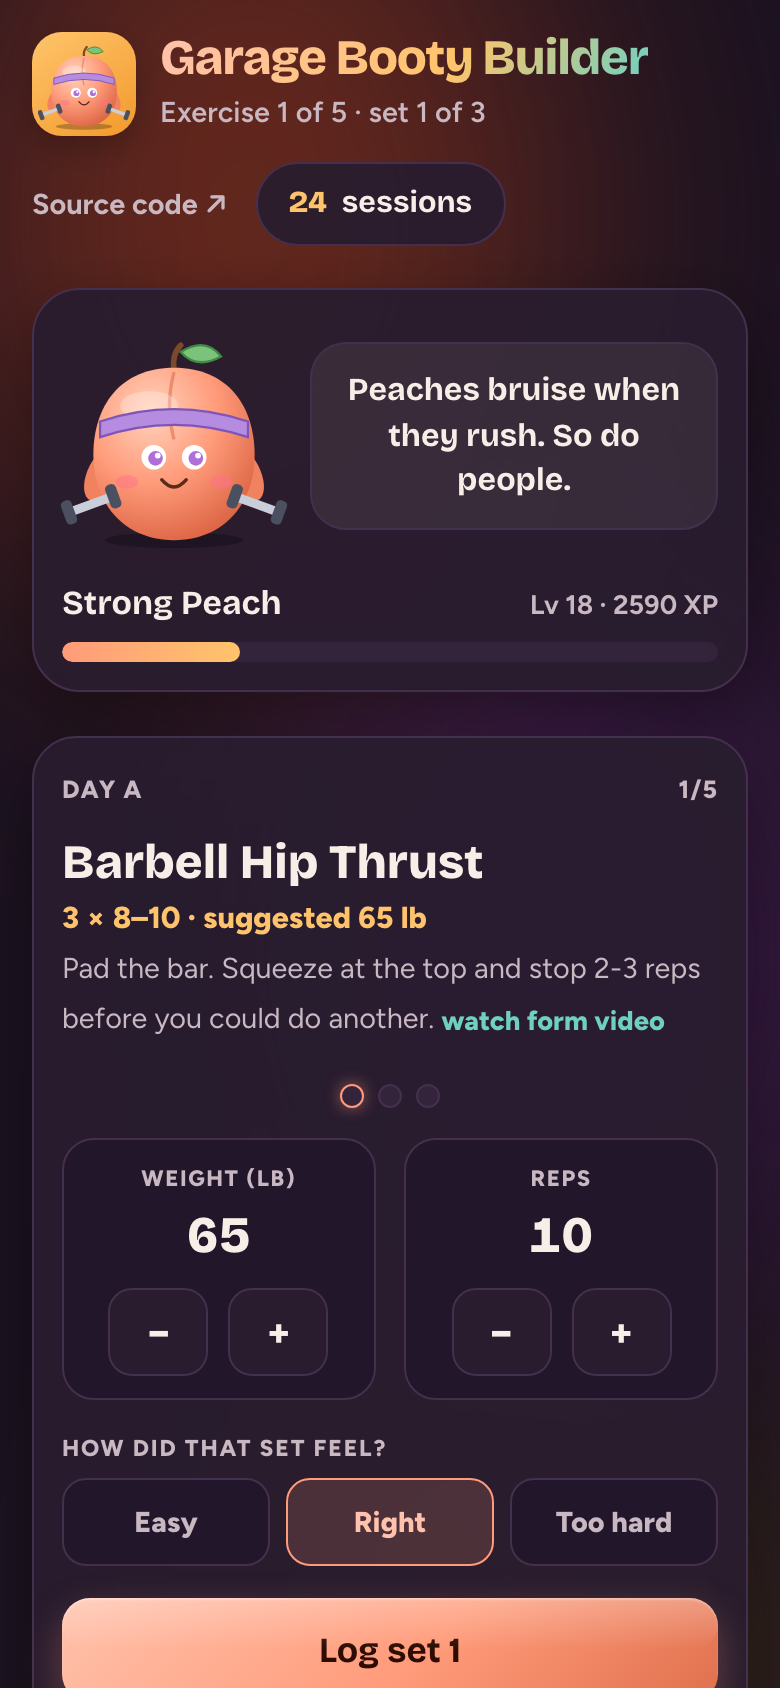 Garage Booty Builder
Exercise 1 of 5 · set 1 of 3
Source code ↗
24 sessions
Peaches bruise when
they rush. So do
people.
Strong Peach
Lv 18 · 2590 XP
DAY A
1/5
Barbell Hip Thrust
3 × 8–10 · suggested 65 lb
Pad the bar. Squeeze at the top and stop 2-3 reps
before you could do another. watch form video
WEIGHT (LB)
REPS
65
10
− +
− +
HOW DID THAT SET FEEL?
Easy
Right
Too hard
Log set 1